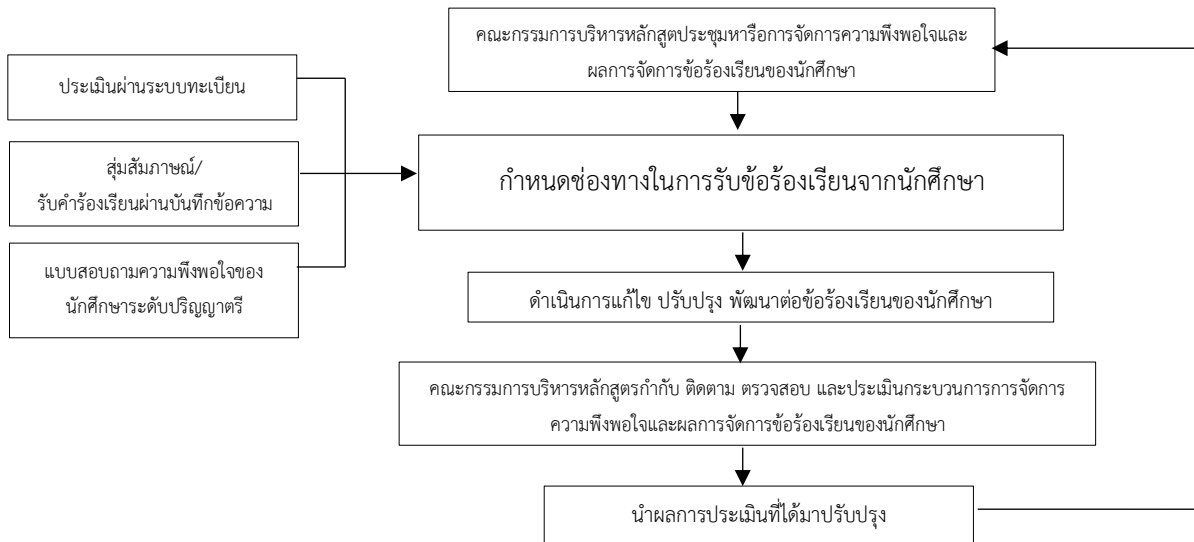 คณะกรรมการบริหารหลักสูตประชุมหารือการจัดการความพึงพอใจและ
ผลการจัดการข้อร้องเรียนของนักศึกษา
ประเมินผ่านระบบทะเบียน
สุ่มสัมภาษณ์/
รับคำร้องเรียนผ่านบันทึกข้อความ
แบบสอบถามความพึงพอใจของ
นักศึกษาระดับปริญญาตรี
กำหนดช่องทางในการรับข้อร้องเรียนจากนักศึกษา
ดำเนินการแก้ไข ปรับปรุง พัฒนาต่อข้อร้องเรียนของนักศึกษา
คณะกรรมการบริหารหลักสูตรกำกับ ติดตาม ตรวจสอบ และประเมินกระบวนการการจัดการ
ความพึงพอใจและผลการจัดการข้อร้องเรียนของนักศึกษา
นำผลการประเมินที่ได้มาปรับปรุง